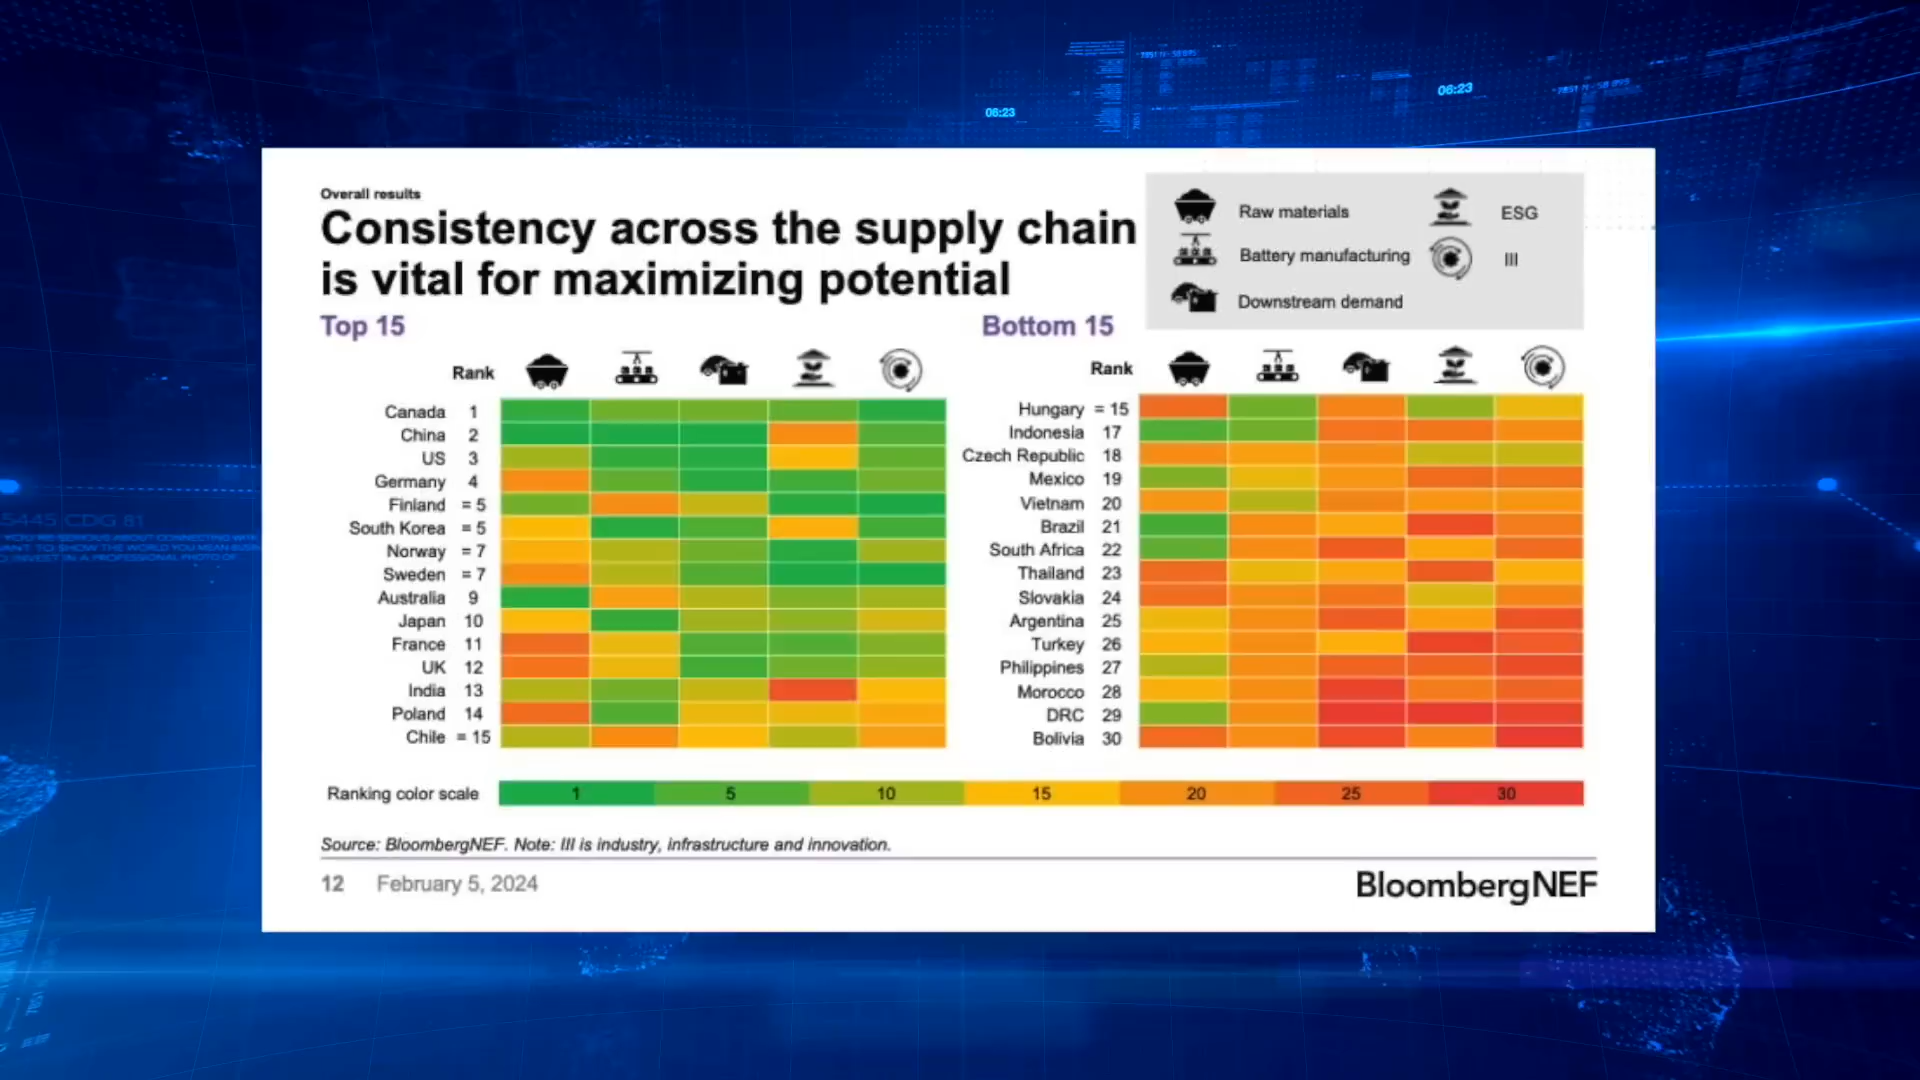 06:23
06:23
5445 CDG 81
Overall results
Consistency across the supply chain
is vital for maximizing potential
Raw materials
ESG
Battery manufacturing
III
Downstream demand
Top 15
Rank
Canada 1
China 2
US 3
Germany 4
Finland = 5
South Korea = 5
Norway = 7
Sweden = 7
Australia 9
Japan 10
France 11
UK 12
India 13
Poland 14
Chile = 15
Bottom 15
Rank
Hungary = 15
Indonesia 17
Czech Republic 18
Mexico 19
Vietnam 20
Brazil 21
South Africa 22
Thailand 23
Slovakia 24
Argentina 25
Turkey 26
Philippines 27
Morocco 28
DRC 29
Bolivia 30
Ranking color scale 1 5 10 15 20 25 30
Source: BloombergNEF. Note: III is industry, infrastructure and innovation.
12 February 5, 2024
BloombergNEF